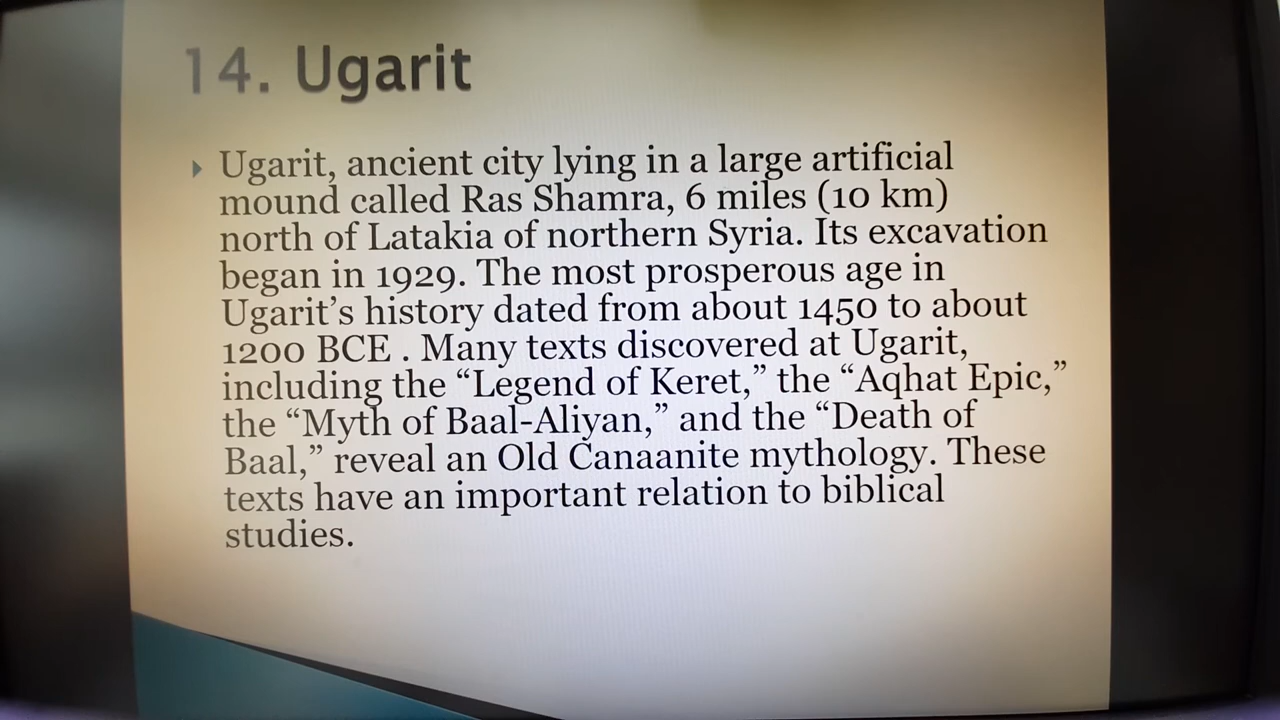 14. Ugarit
Ugarit, ancient city lying in a large artificial
mound called Ras Shamra, 6 miles (10 km)
north of Latakia of northern Syria. Its excavation
began in 1929. The most prosperous age in
Ugarit’s history dated from about 1450 to about
1200 BCE . Many texts discovered at Ugarit,
including the “Legend of Keret,” the “Aqhat Epic,”
the “Myth of Baal-Aliyan,” and the “Death of
Baal,” reveal an Old Canaanite mythology. These
texts have an important relation to biblical
studies.